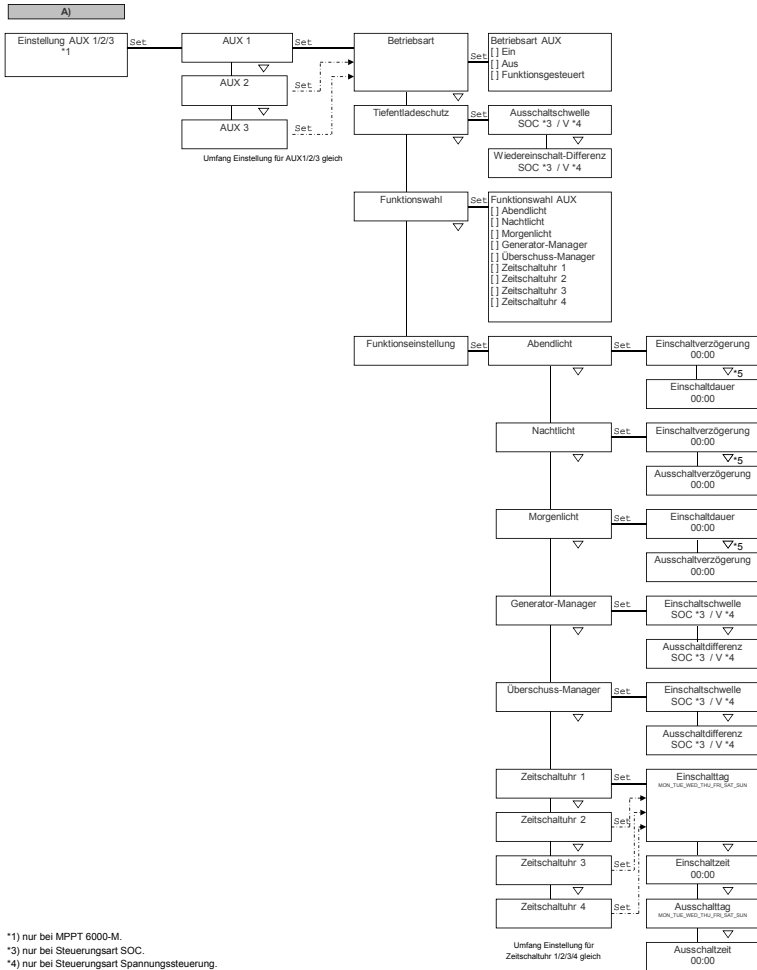 A)
Einstellung AUX 1/2/3
*1
Set
AUX 1
Set
Betriebsart
Set
Betriebsart AUX
[ ] Ein
[ ] Aus
[ ] Funktionsgesteuert
AUX 2
Set
AUX 3
Set
Umfang Einstellung für AUX1/2/3 gleich
Tiefentladeschutz
Set
Ausschaltschwelle
SOC *3 / V *4
Wiedereinschalt-Differenz
SOC *3 / V *4
Funktionswahl
Set
Funktionswahl AUX
[ ] Abendlicht
[ ] Nachtlicht
[ ] Morgenlicht
[ ] Generator-Manager
[ ] Überschuss-Manager
[ ] Zeitschaltuhr 1
[ ] Zeitschaltuhr 2
[ ] Zeitschaltuhr 3
[ ] Zeitschaltuhr 4
Funktionseinstellung
Set
Abendlicht
Set
Einschaltverzögerung
00:00
*5
Einschaltdauer
00:00
Nachtlicht
Set
Einschaltverzögerung
00:00
*5
Ausschaltverzögerung
00:00
Morgenlicht
Set
Einschaltdauer
00:00
*5
Ausschaltverzögerung
00:00
Generator-Manager
Set
Einschaltschwelle
SOC *3 / V *4
Ausschaltdifferenz
SOC *3 / V *4
Überschuss-Manager
Set
Einschaltschwelle
SOC *3 / V *4
Ausschaltdifferenz
SOC *3 / V *4
Zeitschaltuhr 1
Set
Einschalttag
MON_TUE_WED_THU_FRI_SAT_SUN
Zeitschaltuhr 2
Set
Zeitschaltuhr 3
Set
Einschaltzeit
00:00
Zeitschaltuhr 4
Set
Ausschalttag
MON_TUE_WED_THU_FRI_SAT_SUN
Umfang Einstellung für
Zeitschaltuhr 1/2/3/4 gleich
Ausschaltzeit
00:00
*1) nur bei MPPT 6000-M.
*3) nur bei Steuerungsart SOC.
*4) nur bei Steuerungsart Spannungssteuerung.